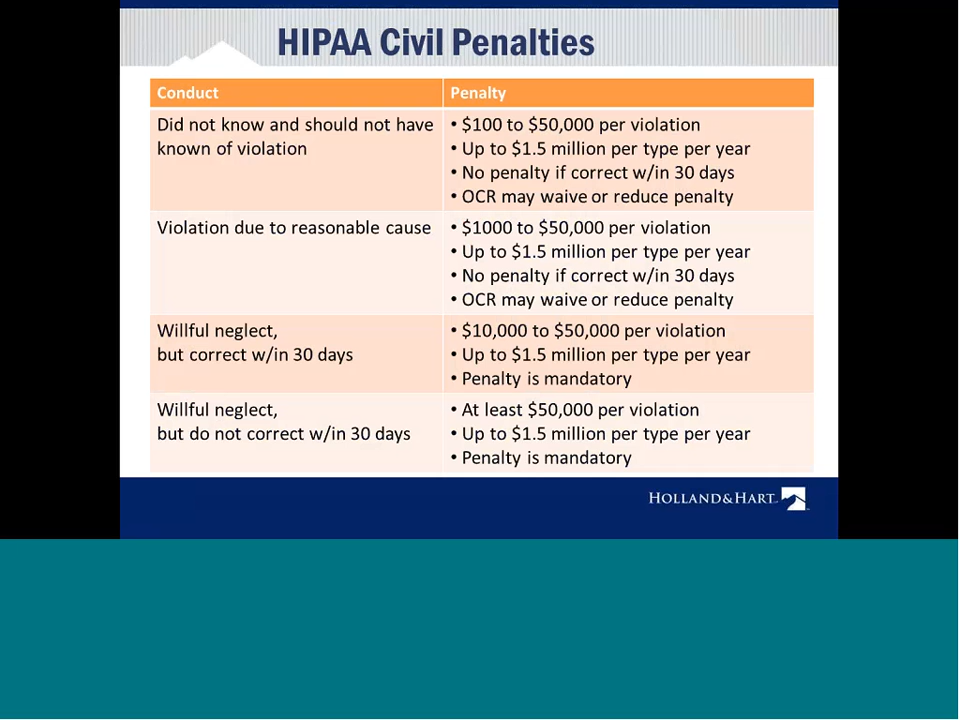 HIPAA Civil Penalties
Conduct
Penalty
Did not know and should not have
known of violation
• $100 to $50,000 per violation
• Up to $1.5 million per type per year
• No penalty if correct w/in 30 days
• OCR may waive or reduce penalty
Violation due to reasonable cause
• $1000 to $50,000 per violation
• Up to $1.5 million per type per year
• No penalty if correct w/in 30 days
• OCR may waive or reduce penalty
Willful neglect,
but correct w/in 30 days
• $10,000 to $50,000 per violation
• Up to $1.5 million per type per year
• Penalty is mandatory
Willful neglect,
but do not correct w/in 30 days
• At least $50,000 per violation
• Up to $1.5 million per type per year
• Penalty is mandatory
HOLLAND&HART